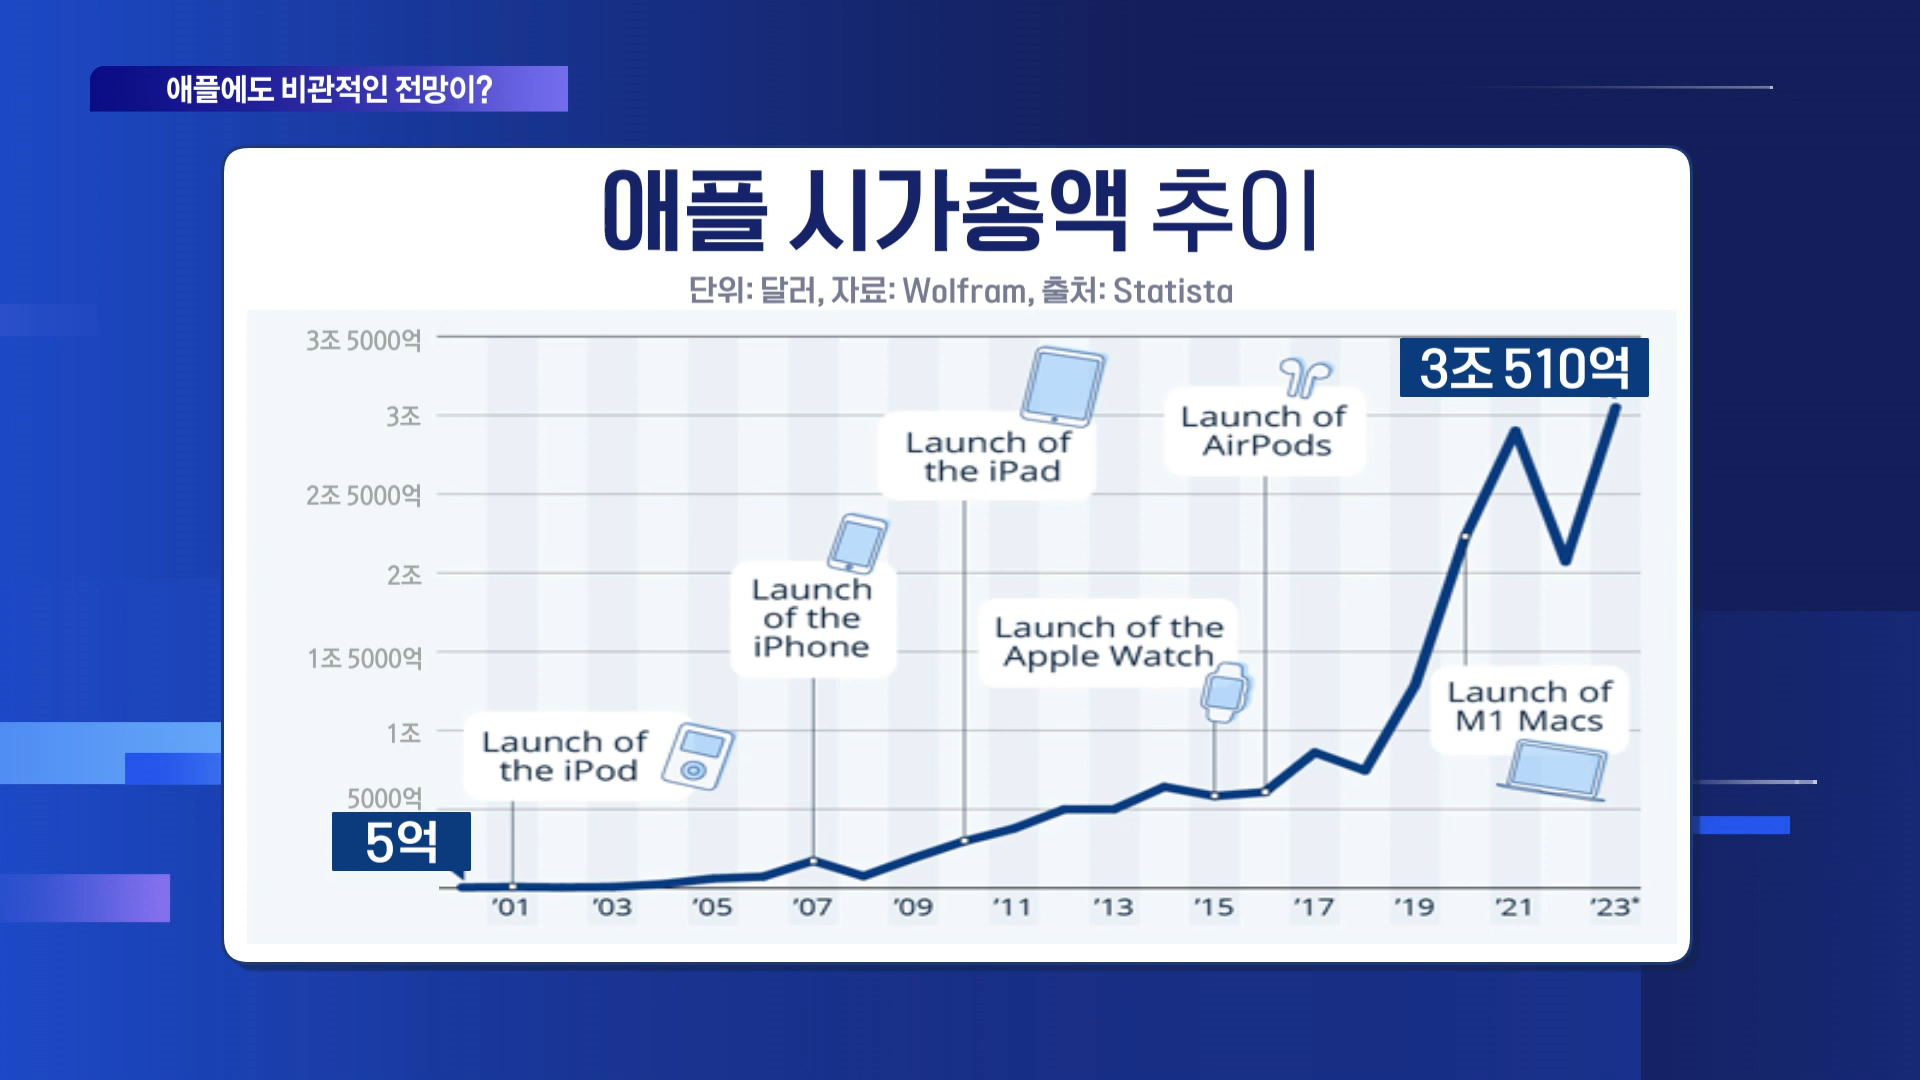 애플에도 비관적인 전망이?
애플 시가총액 추이
단위: 달러, 자료: Wolfram, 출처: Statista
3조 5000억
3조
2조 5000억
2조
1조 5000억
1조
5000억
5억
3조 510억
Launch of
the iPod
Launch
of the
iPhone
Launch of
the iPad
Launch of the
Apple Watch
Launch of
AirPods
Launch of
M1 Macs
’01 ’03 ’05 ’07 ’09 ’11 ’13 ’15 ’17 ’19 ’21 ’23*